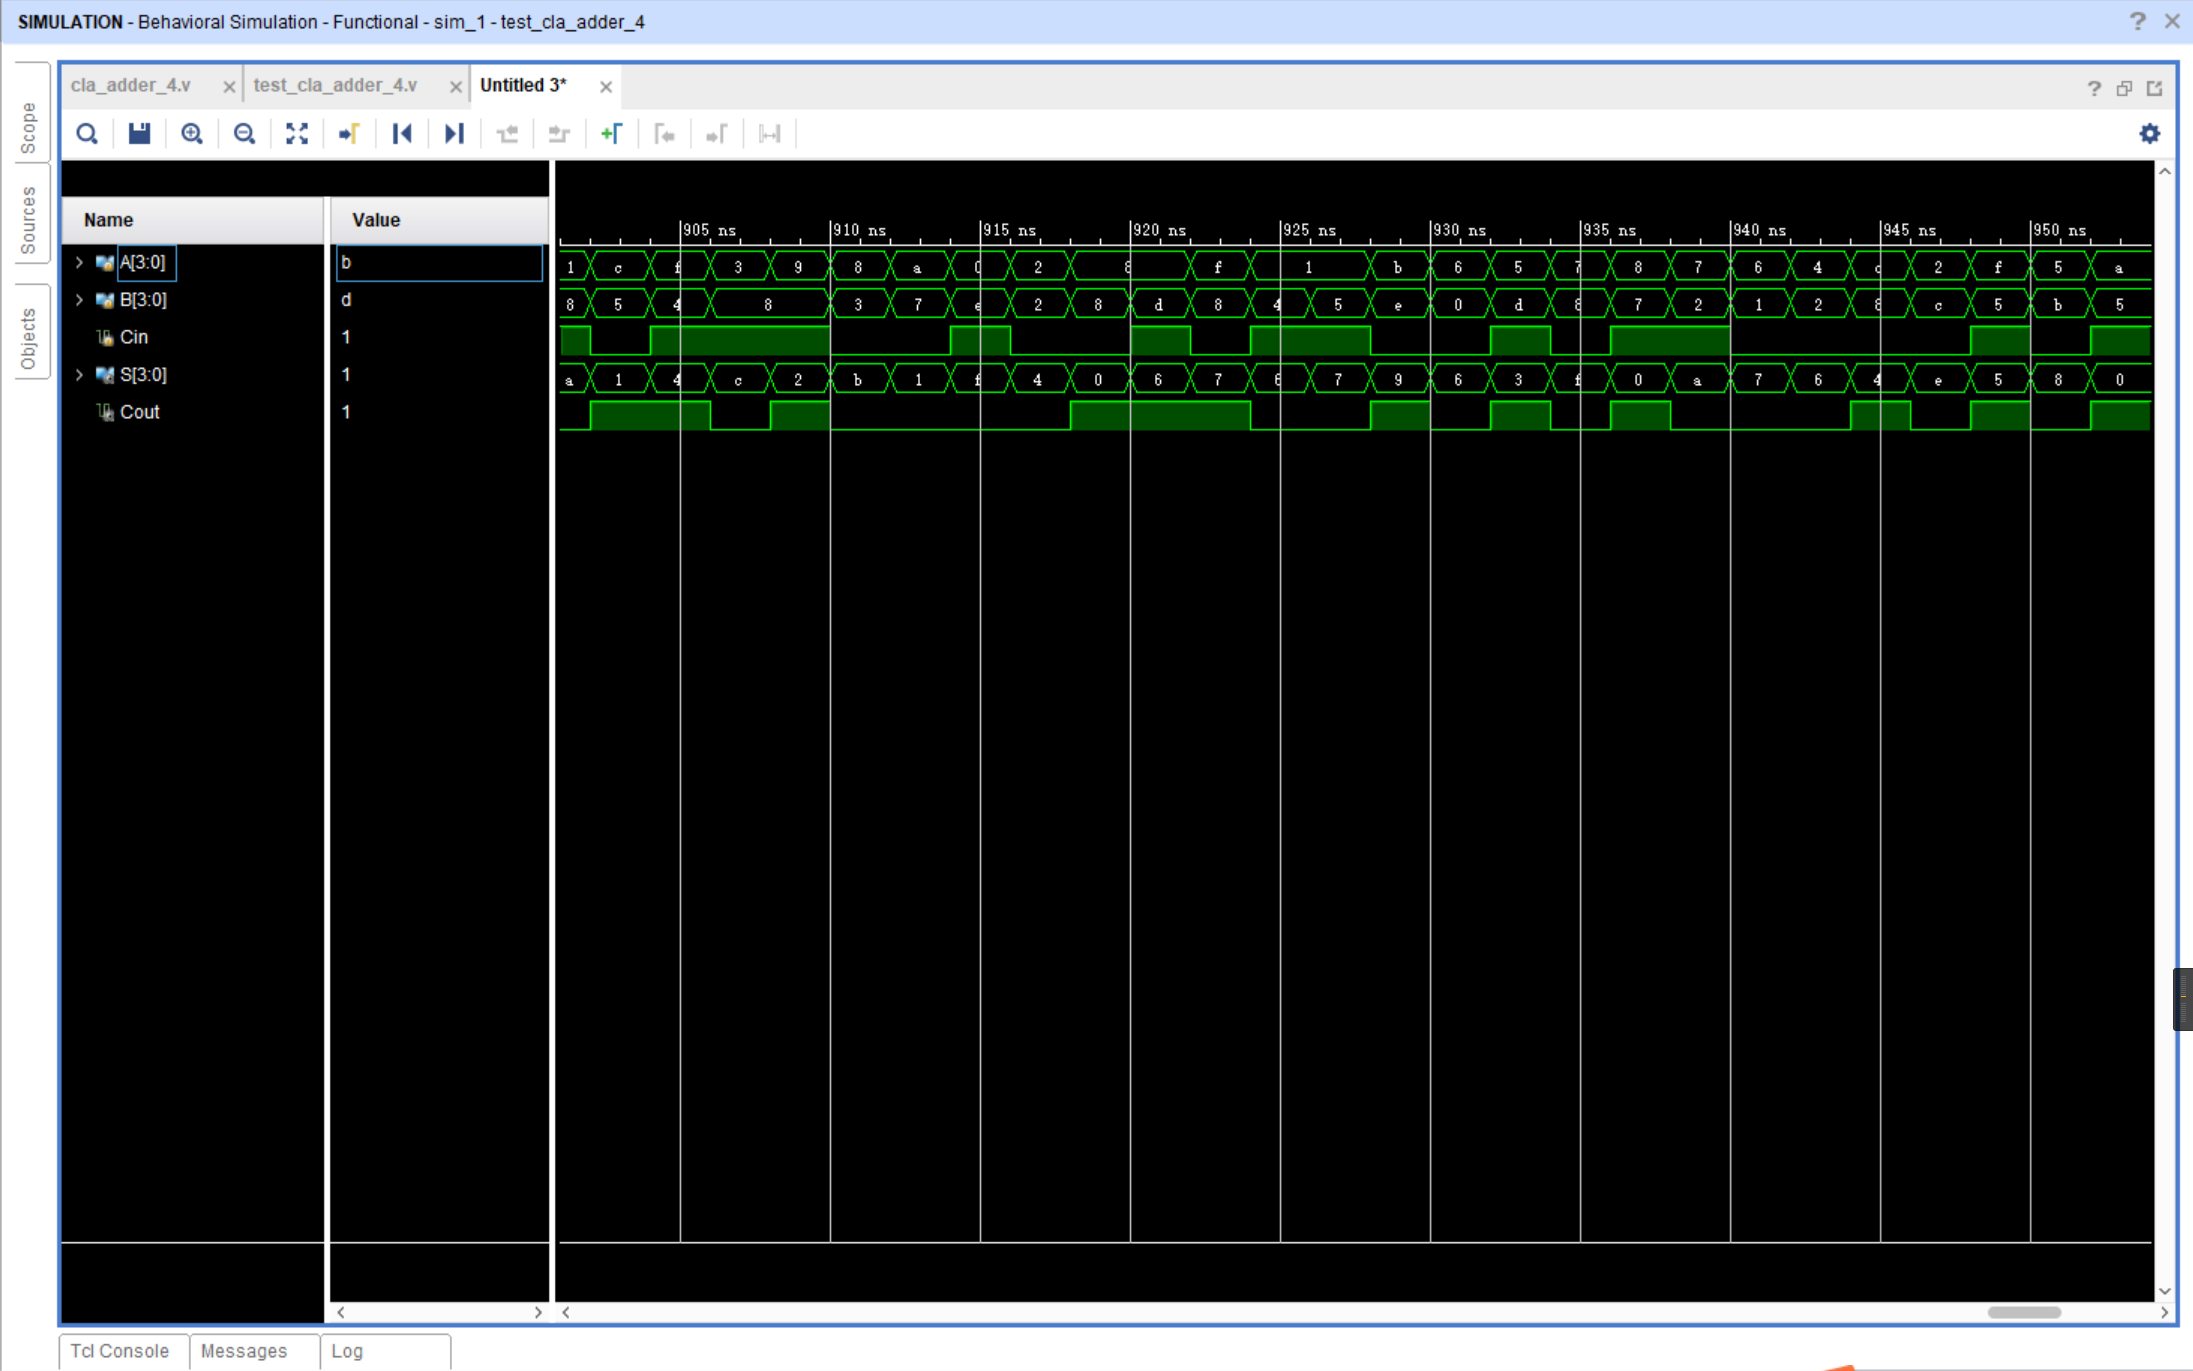 SIMULATION - Behavioral Simulation - Functional - sim_1 - test_cla_adder_4
Scope
Sources
Objects
cla_adder_4.v test_cla_adder_4.v Untitled 3*
Name Value
905 ns 910 ns 915 ns 920 ns 925 ns 930 ns 935 ns 940 ns 945 ns 950 ns
A[3:0] b 1 c f 3 9 8 a 0 2 8 f 1 b 6 5 7 8 7 6 4 2 f 5 a
B[3:0] d 8 5 4 8 3 7 e 2 8 d 8 4 5 e 0 d 8 7 2 1 2 8 c 5 b 5
Cin 1
S[3:0] 1 a 1 4 c 2 b 1 f 4 0 6 7 7 9 6 3 f 0 a 7 6 4 e 5 8 0
Cout 1
Tcl Console Messages Log